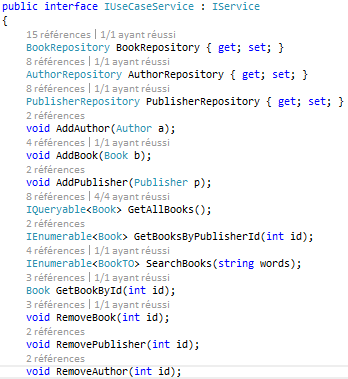 public interface IUseCaseService : IService
{
15 références | 1/1 ayant réussi
BookRepository BookRepository { get; set; }
8 références | 1/1 ayant réussi
AuthorRepository AuthorRepository { get; set; }
8 références | 1/1 ayant réussi
PublisherRepository PublisherRepository { get; set; }
2 références
void AddAuthor(Author a);
4 références | 1/1 ayant réussi
void AddBook(Book b);
2 références
void AddPublisher(Publisher p);
8 références | 4/4 ayant réussi
IQueryable<Book> GetAllBooks();
2 références
IEnumerable<Book> GetBooksByPublisherId(int id);
4 références | 1/1 ayant réussi
IEnumerable<BookTO> SearchBooks(string words);
3 références | 1/1 ayant réussi
Book GetBookById(int id);
3 références | 1/1 ayant réussi
void RemoveBook(int id);
2 références
void RemovePublisher(int id);
2 références
void RemoveAuthor(int id);